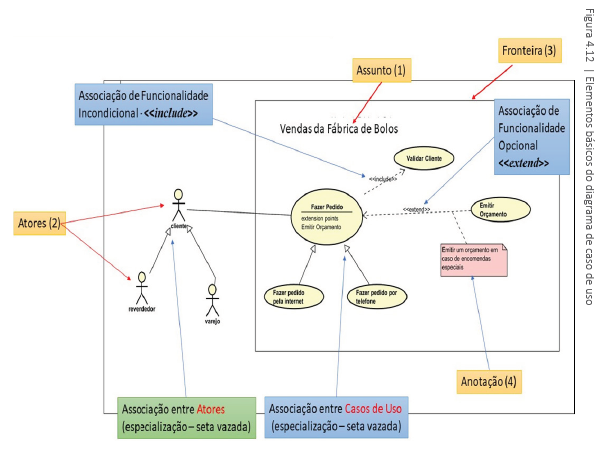 Figura 4.12 | Elementos básicos do diagrama de caso de uso
Fronteira (3)
Assunto (1)
Associação de Funcionalidade
Incondicional - <<include>>
Associação de
Funcionalidade
Opcional
<<extend>>
Vendas da Fábrica de Bolos
Validar Cliente
<<include>>
Fazer Pedido
extension points
Emitir Orçamento
<<extend>>
Emitir
Orçamento
Atores (2)
cliente
Emitir um orçamento em
caso de encomendas
especiais
reverdedor
varejo
Fazer pedido
pela internet
Fazer pedido por
telefone
Anotação (4)
Associação entre Atores
(especialização – seta vazada)
Associação entre Casos de Uso
(especialização – seta vazada)